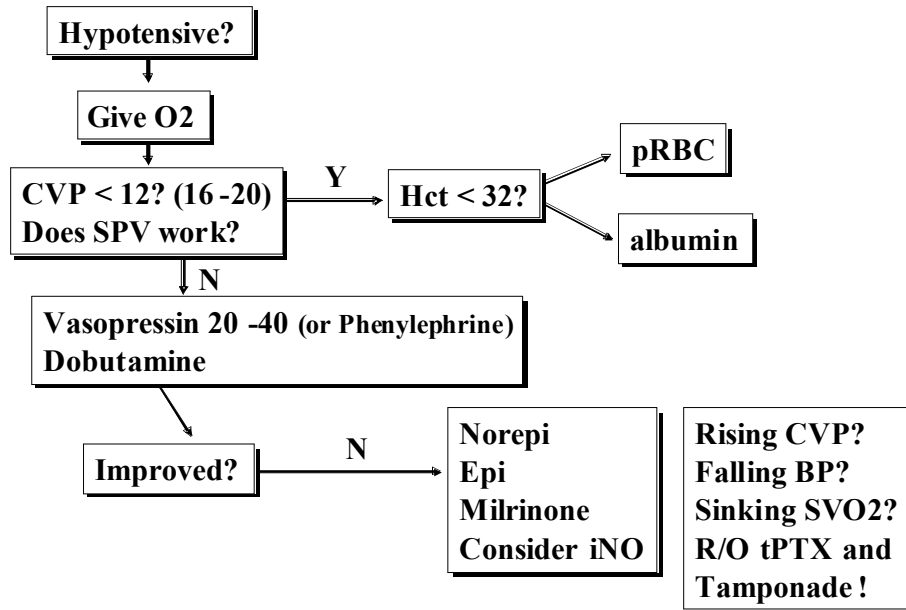 Hypotensive?
Give O2
CVP < 12? (16 -20)
Does SPV work?
Y
Hct < 32?
pRBC
albumin
N
Vasopressin 20 -40 (or Phenylephrine)
Dobutamine
Improved?
N
Norepi
Epi
Milrinone
Consider iNO
Rising CVP?
Falling BP?
Sinking SVO2?
R/O tPTX and
Tamponade !